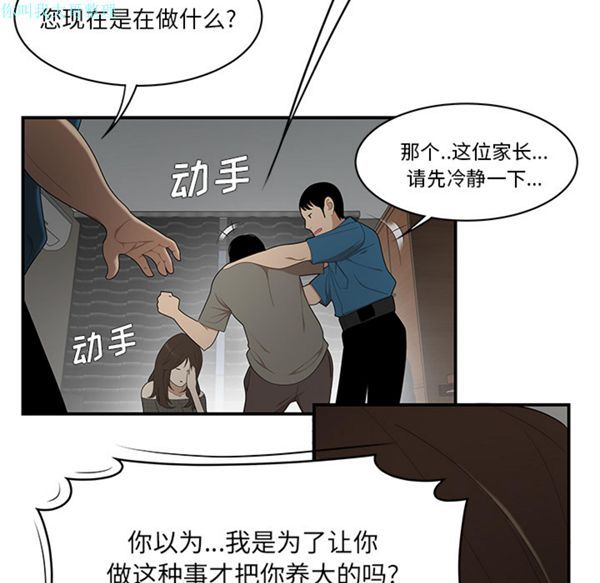 您现在是在做什么?
那个..这位家长...
请先冷静一下...
动手
动手
你以为...我是为了让你
做这种事才把你养大的吗?